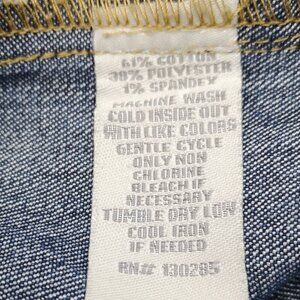 61% COTTON
38% POLYESTER
1% SPANDEX
MACHINE WASH
COLD INSIDE OUT
WITH LIKE COLORS
GENTLE CYCLE
ONLY NON
CHLORINE
BLEACH IF
NECESSARY
TUMBLE DRY LOW
COOL IRON
IF NEEDED
RN# 130285